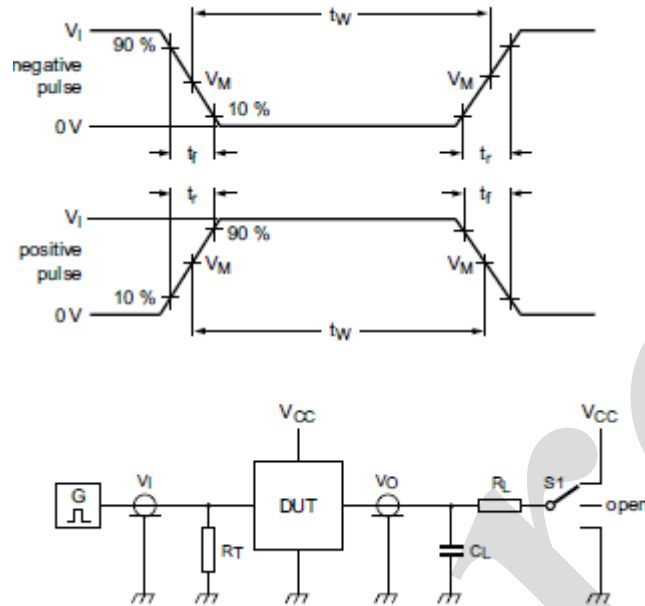 tW
VI
90 %
negative
pulse
VM
VM
10 %
0 V
tf
tr
tr
tf
VI
90 %
positive
pulse
VM
VM
10 %
0 V
tW
VCC
VCC
G
VI
DUT
VO
RL
S1
open
RT
CL